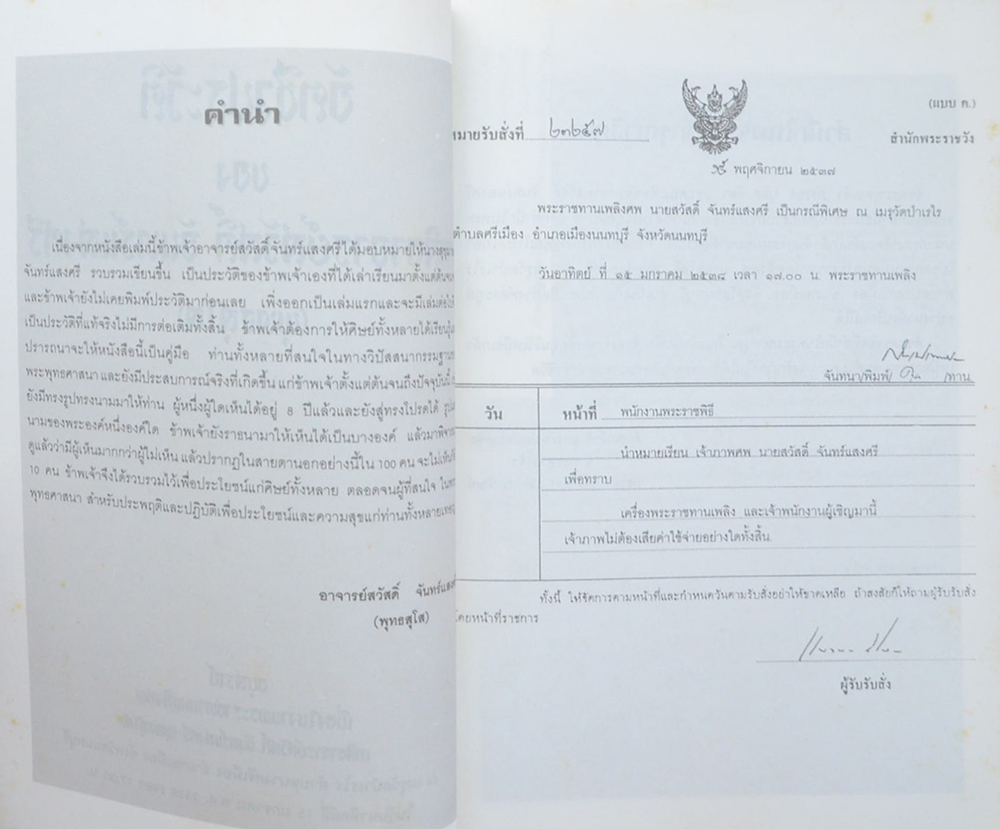 คำนำ
เนื่องจากหนังสือเล่มนี้ข้าพเจ้าอาจารย์สวัสดิ์ จันทร์แสงศรีได้มอบหมายให้นาง
จันทร์แสงศรี รวบรวมเขียนขึ้น เป็นประวัติของข้าพเจ้าเองที่ได้เล่าเรียนมาตั้งแต่ต้น
และข้าพเจ้ายังไม่เคยพิมพ์ประวัติมาก่อนเลย เพิ่งออกเป็นเล่มแรกและจะมีเล่มต่อไป
เป็นประวัติที่แท้จริงไม่มีการต่อเติมทั้งสิ้น ข้าพเจ้าต้องการให้ศิษย์ทั้งหลายได้เรียนรู้
ปรารถนาจะให้หนังสือนี้เป็นคู่มือ ท่านทั้งหลายที่สนใจในทางวิปัสสนากรรมฐาน
พระพุทธศาสนา และยังมีประสบการณ์จริงที่เกิดขึ้น แก่ข้าพเจ้าตั้งแต่ต้นจนถึงปัจจุบันนี้
ยังมีทรงรูปทรงนามมาให้ท่าน ผู้หนึ่งผู้ใดเห็นได้อยู่ 8 ปีแล้วและยังสู่ทรงโปรดได้
นามของพระองค์หนึ่งองค์ใด ข้าพเจ้ายังราธนามาให้เห็นได้เป็นบางองค์ แล้วมา
ดูแล้วว่ามีผู้เห็นมากกว่าผู้ไม่เห็น แล้วปรากฏในสายตานอกอย่างนี้ใน 100 คน จะไม่เห็น
10 คน ข้าพเจ้าจึงได้รวบรวมไว้เพื่อประโยชน์แก่ศิษย์ทั้งหลาย ตลอดจนผู้ที่สนใจ
พุทธศาสนา สำหรับประพฤติและปฏิบัติเพื่อประโยชน์และความสุขแก่ท่านทั้งหลาย
อาจารย์สวัสดิ์ จันทร์แสง
(พุทธสุโส)
(แบบ ค.)
หมายรับสั่งที่ ๒๓๒๕๗
สำนักพระราชวัง
พฤศจิกายน ๒๕๓๗
พระราชทานเพลิงศพ นายสวัสดิ์ จันทร์แสงศรี เป็นกรณีพิเศษ ณ เมรุวัดปำเรไร
ตำบลศรีเมือง อำเภอเมืองนนทบุรี จังหวัดนนทบุรี
วันอาทิตย์ ที่ ๑๕ มกราคม ๒๕๓๘ เวลา ๑๗.๐๐ น. พระราชทานเพลิง
จันทนา/พิมพ์/ /ทาน
วัน
หน้าที่ พนักงานพระราชพิธี
นำหมายเรียน เจ้าภาพศพ นายสวัสดิ์ จันทร์แสงศรี
เพื่อทราบ
เครื่องพระราชทานเพลิง และเจ้าพนักงานผู้เชิญมานี้
เจ้าภาพไม่ต้องเสียค่าใช้จ่ายอย่างใดทั้งสิ้น
ทั้งนี้ ให้จัดการตามหน้าที่และกำหนดวันตามรับสั่งอย่าให้ขาดเหลือ ถ้าสงสัยก็ให้ถามผู้รับรับสั่ง
โดยหน้าที่ราชการ
ผู้รับรับสั่ง